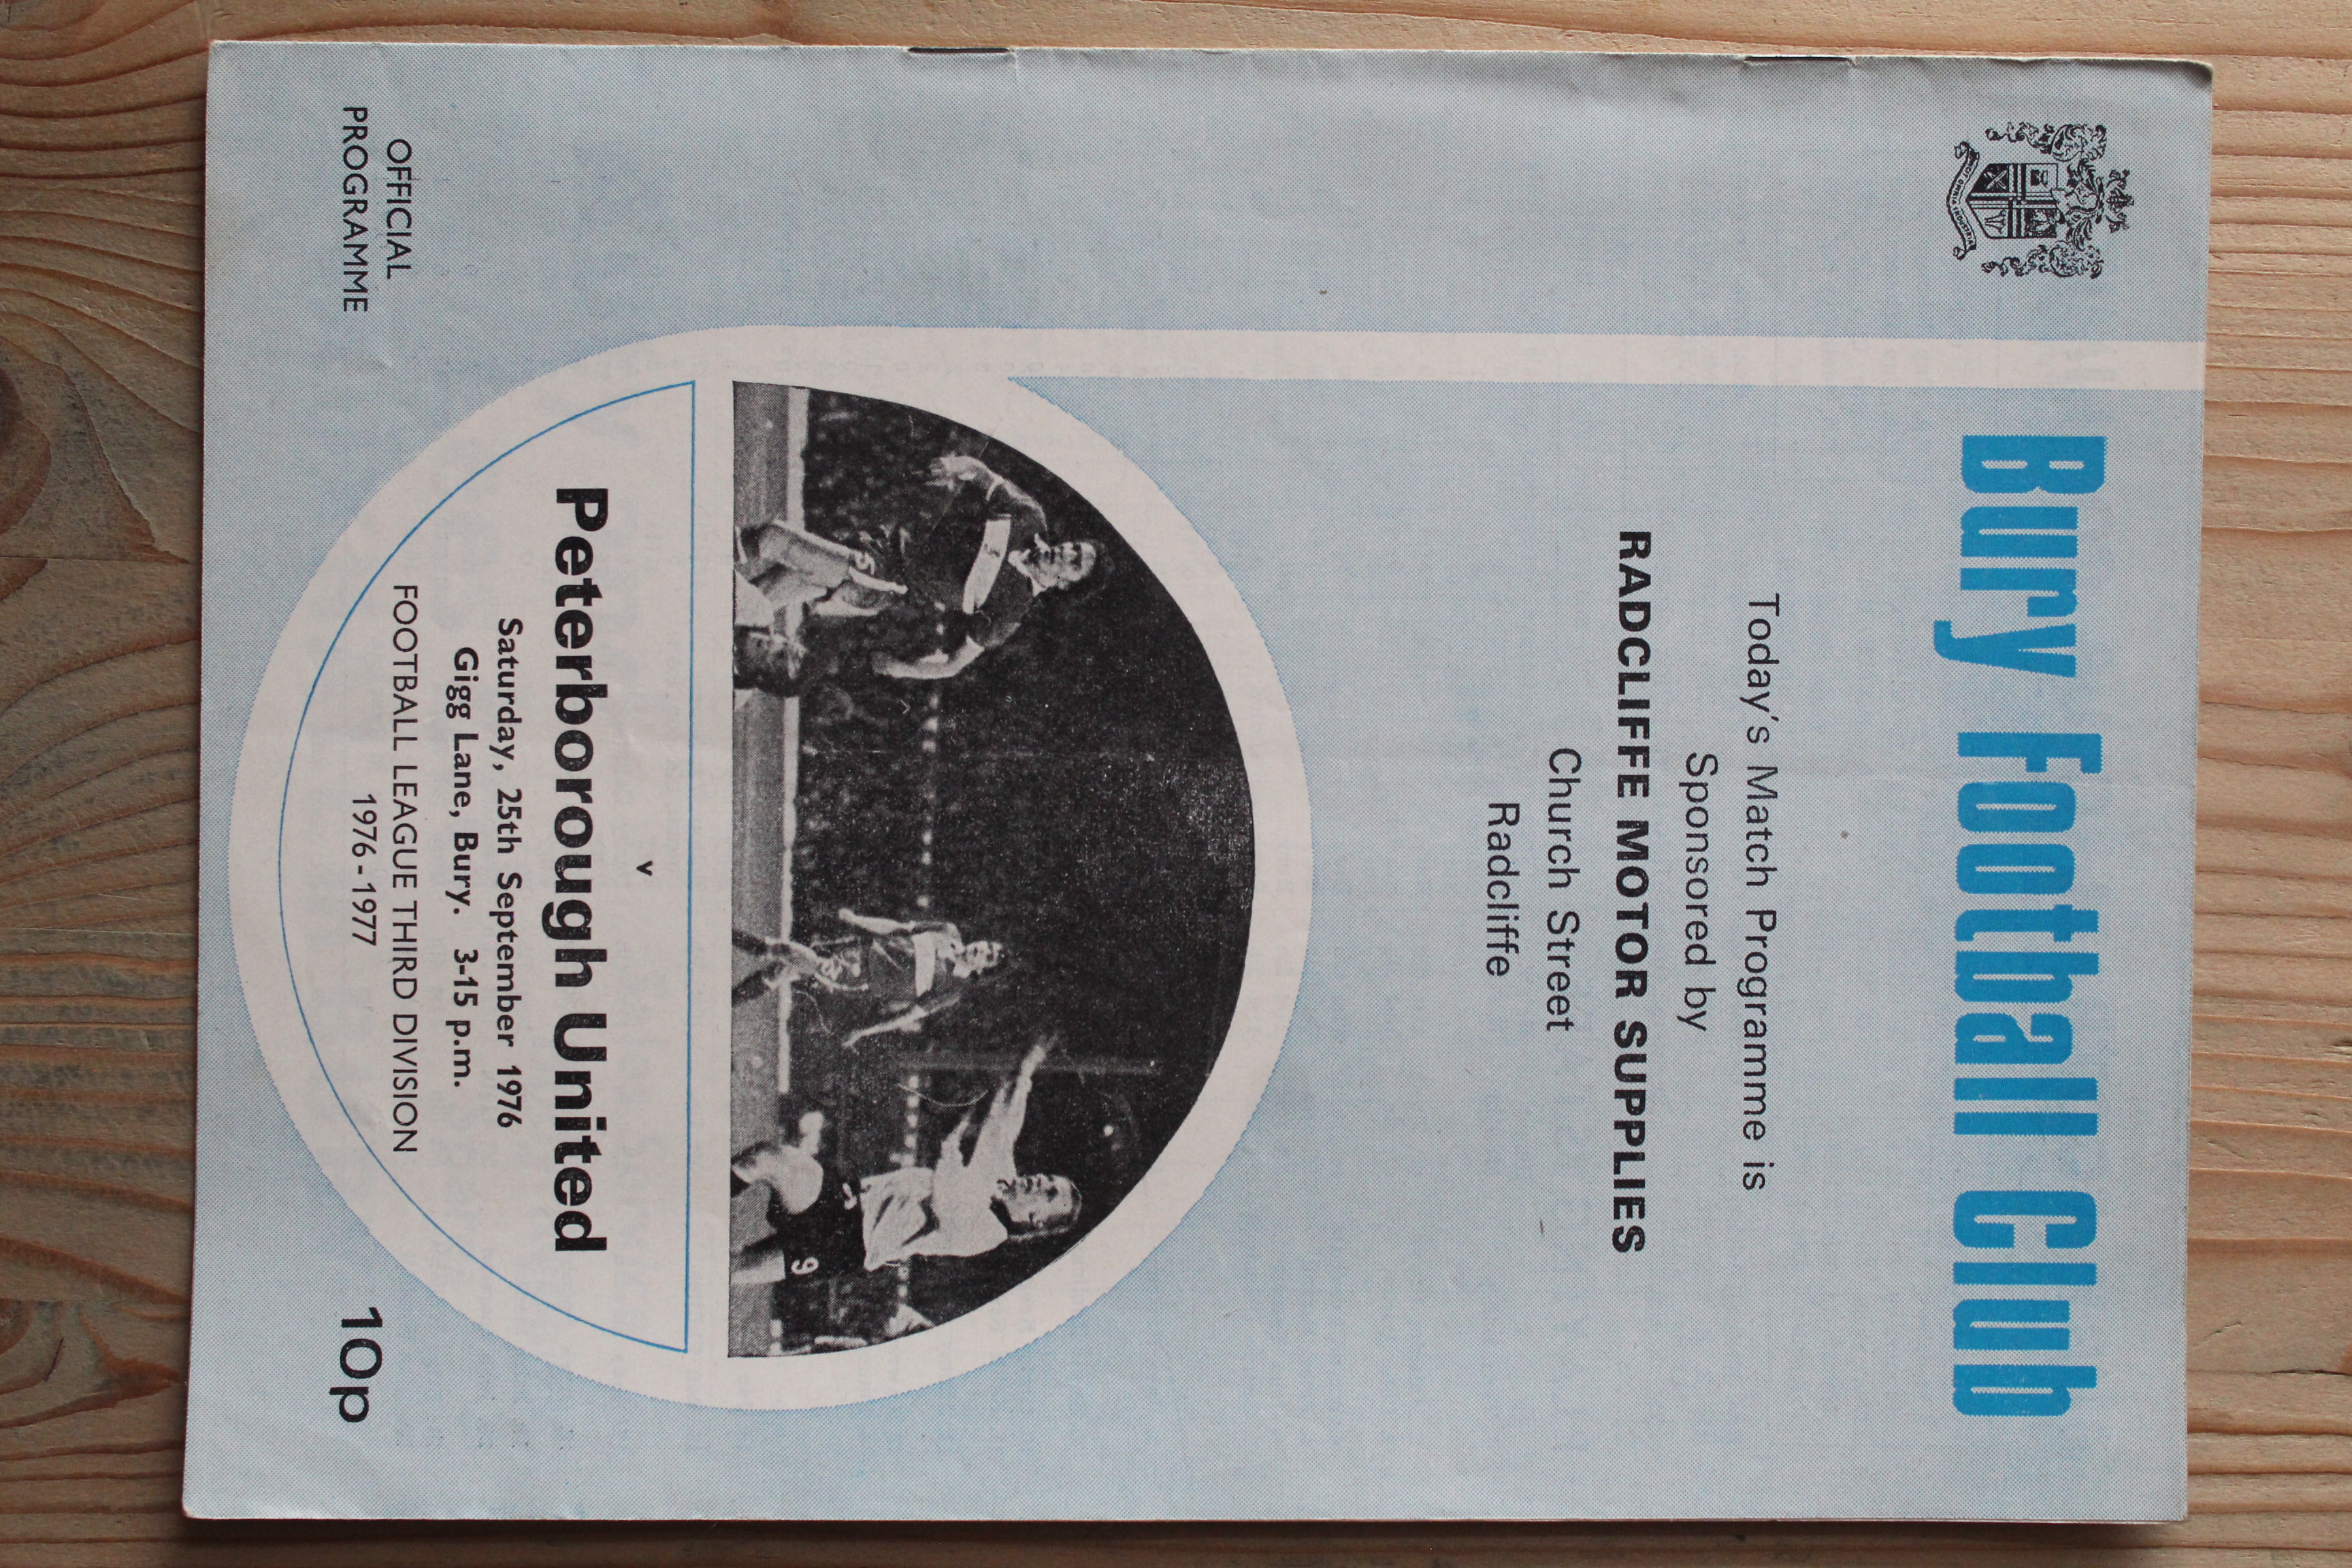 Bury Football Club
Today's Match Programme is
Sponsored by
RADCLIFFE MOTOR SUPPLIES
Church Street
Radcliffe
9
v
Peterborough United
Saturday, 25th September 1976
Gigg Lane, Bury. 3-15 p.m.
FOOTBALL LEAGUE THIRD DIVISION
1976-1977
OFFICIAL
PROGRAMME
10p